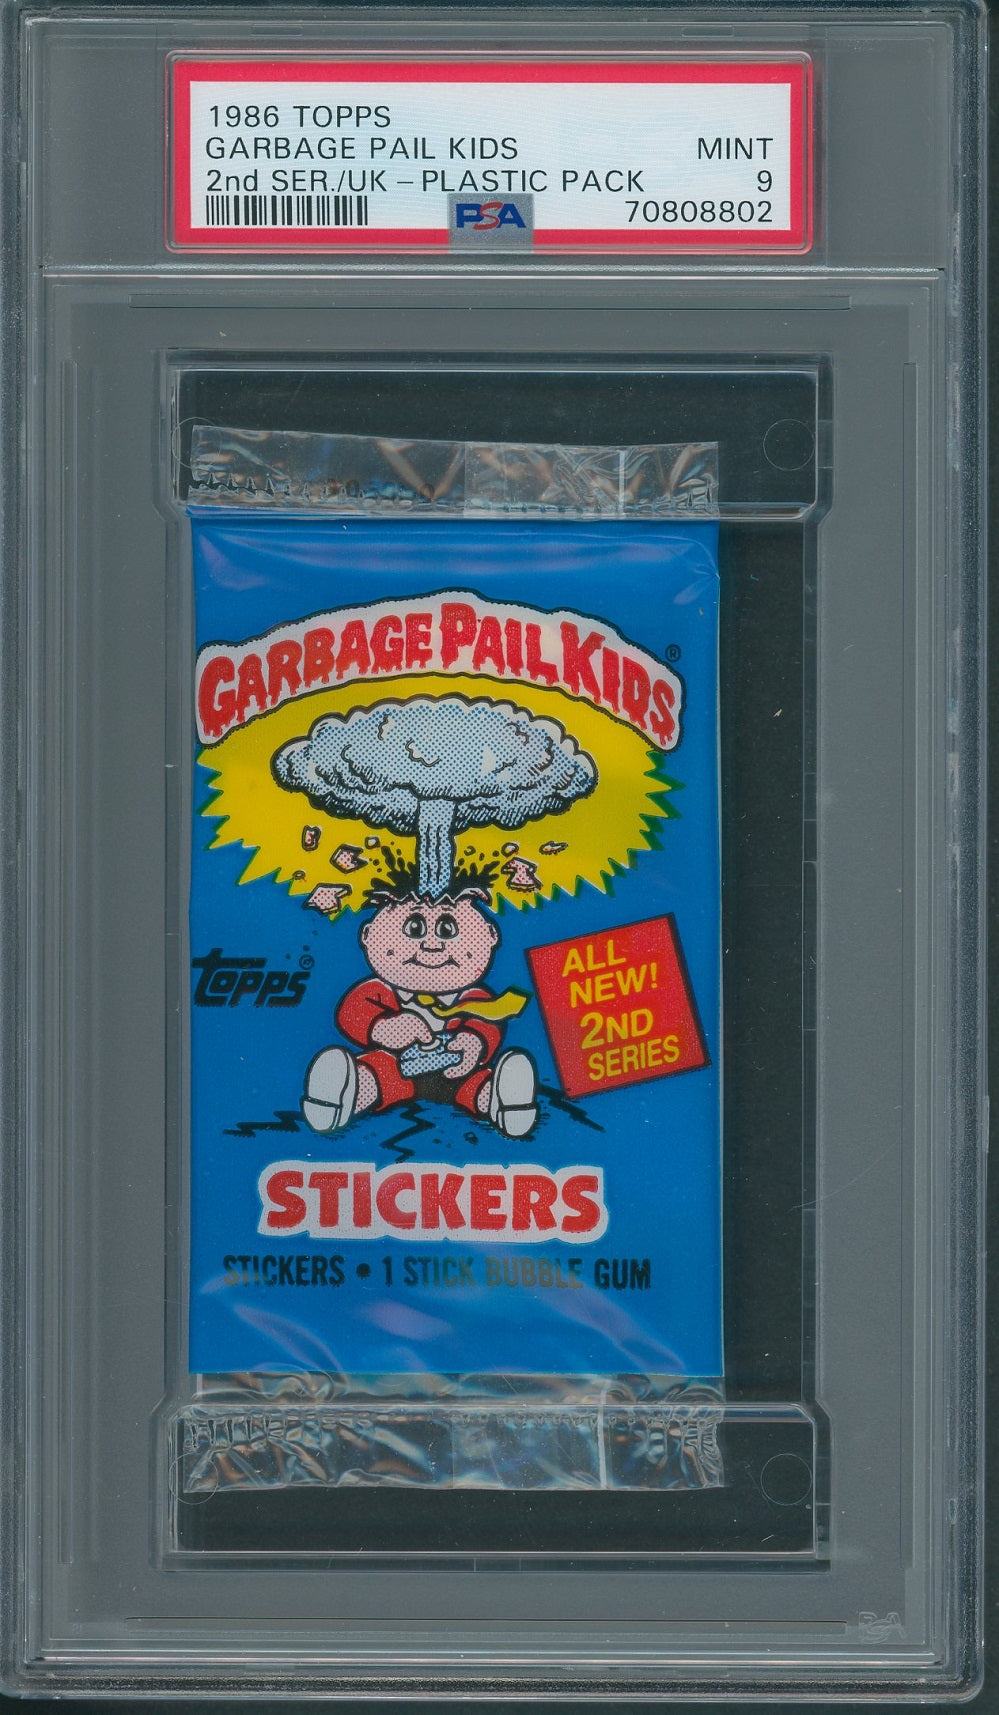 1986 TOPPS
GARBAGE PAIL KIDS MINT
2nd SER./UK – PLASTIC PACK 9
PSA 70808802
GARBAGE PAIL KIDS ®
TOPPS ®
ALL
NEW!
2ND
SERIES
STICKERS
STICKERS • 1 STICK BUBBLE GUM
PSA